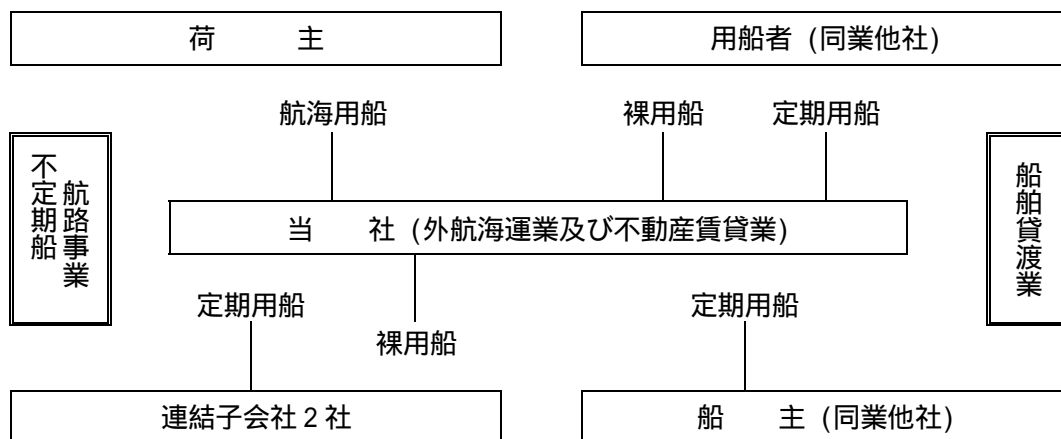 荷　　　主
用船者 (同業他社)
航海用船
裸用船
定期用船
不定期船
航路事業
船舶貸渡業
当　　社 (外航海運業及び不動産賃貸業)
定期用船
裸用船
定期用船
連結子会社２社
船　　主 (同業他社)